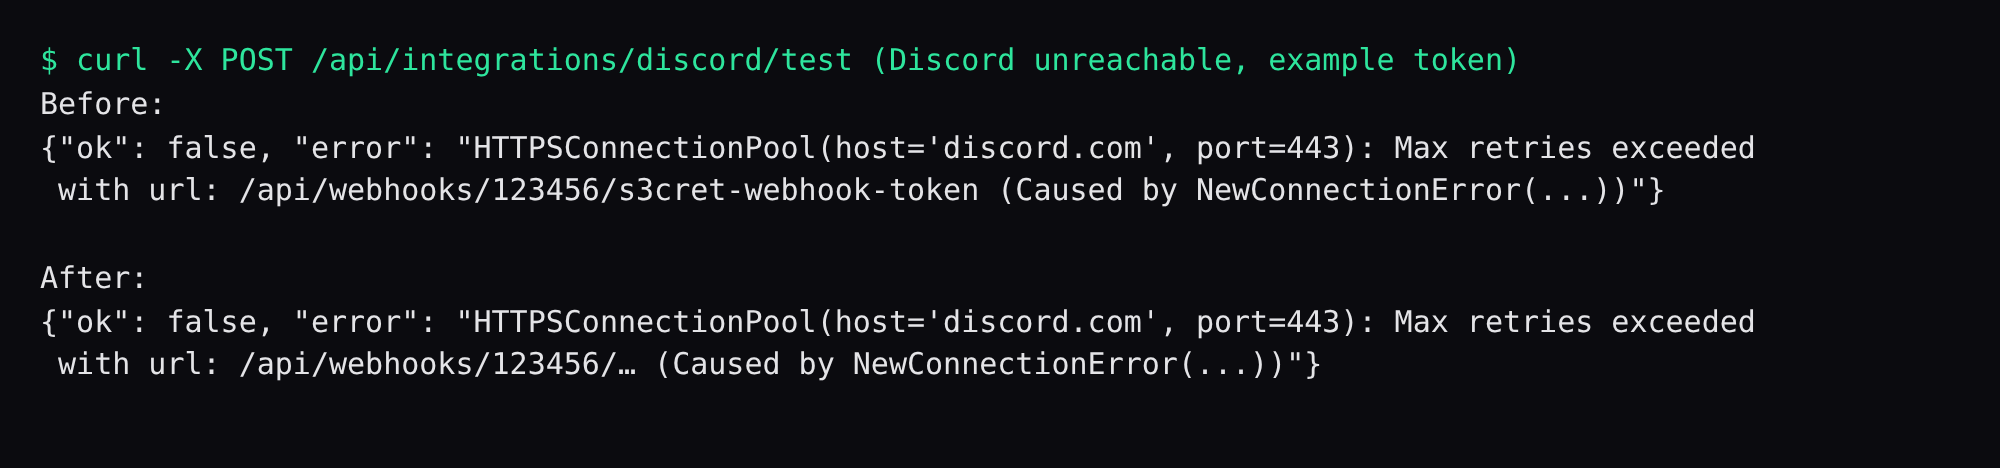 $ curl -X POST /api/integrations/discord/test (Discord unreachable, example token)
Before:
{"ok": false, "error": "HTTPSConnectionPool(host='discord.com', port=443): Max retries exceeded
with url: /api/webhooks/123456/s3cret-webhook-token (Caused by NewConnectionError(...))"}
After:
{"ok": false, "error": "HTTPSConnectionPool(host='discord.com', port=443): Max retries exceeded
with url: /api/webhooks/123456/… (Caused by NewConnectionError(...))"}